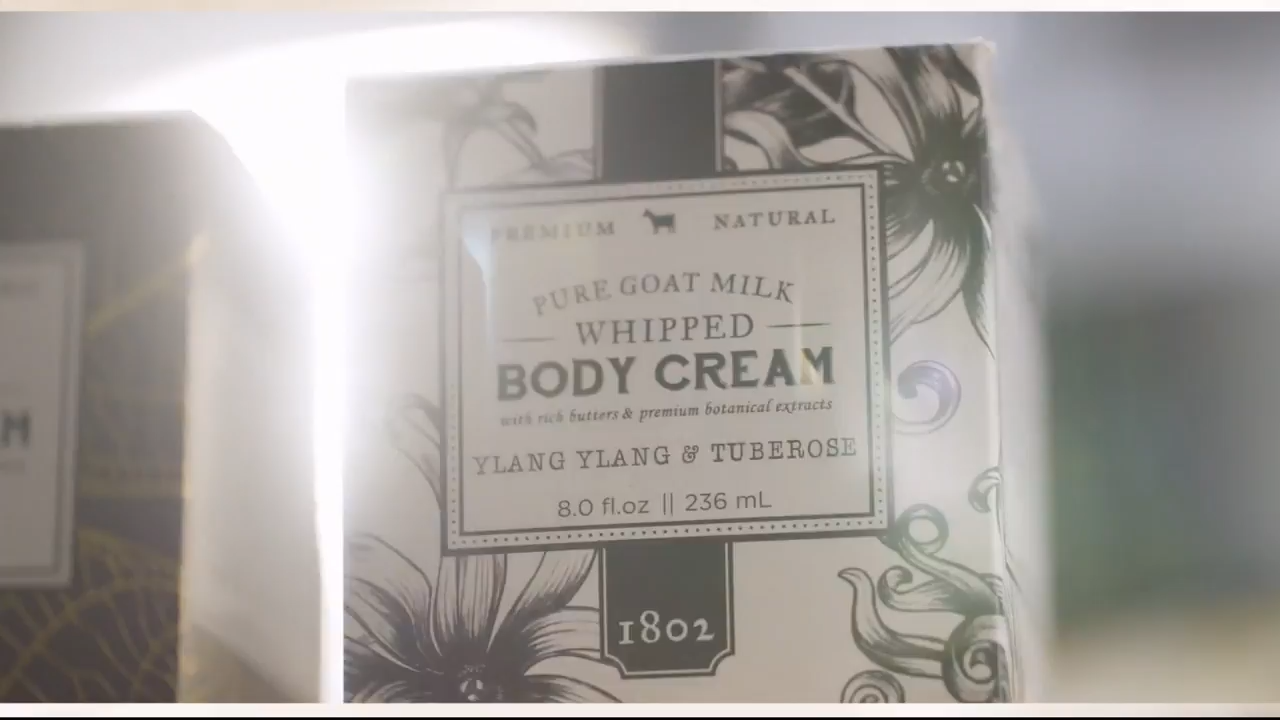 PREMIUM NATURAL
PURE GOAT MILK
WHIPPED
BODY CREAM
with rich butters & premium botanical extracts
YLANG YLANG & TUBEROSE
8.0 fl.oz || 236 mL
1802
M